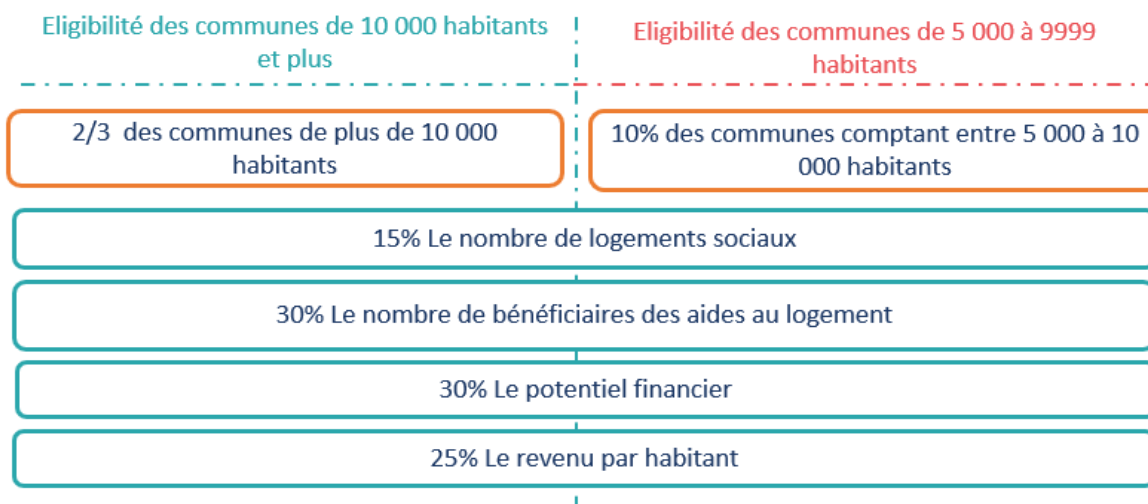 Eligibilité des communes de 10 000 habitants
et plus
Eligibilité des communes de 5 000 à 9999
habitants
2/3  des communes de plus de 10 000
habitants
10% des communes comptant entre 5 000 à 10
000 habitants
15% Le nombre de logements sociaux
30% Le nombre de bénéficiaires des aides au logement
30% Le potentiel financier
25% Le revenu par habitant